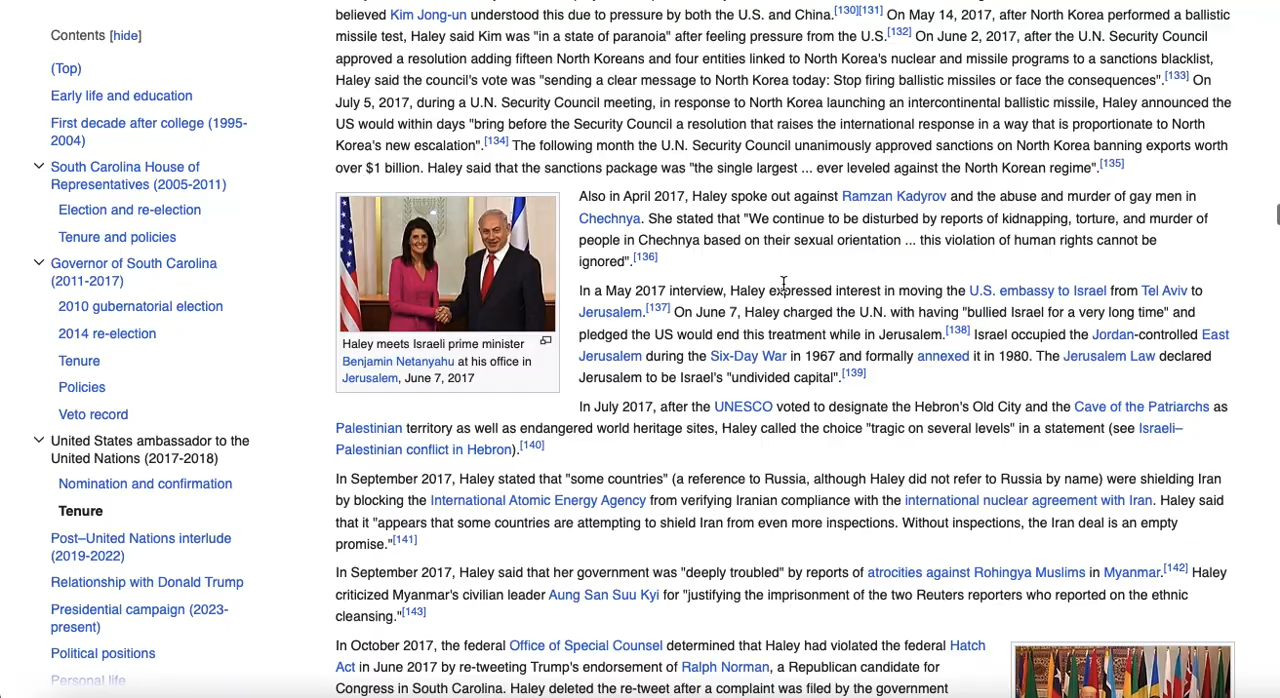 Contents [hide]
(Top)
Early life and education
First decade after college (1995-
2004)
South Carolina House of
Representatives (2005-2011)
Election and re-election
Tenure and policies
Governor of South Carolina
(2011-2017)
2010 gubernatorial election
2014 re-election
Tenure
Policies
Veto record
United States ambassador to the
United Nations (2017-2018)
Nomination and confirmation
Tenure
Post–United Nations interlude
(2019-2022)
Relationship with Donald Trump
Presidential campaign (2023-
present)
Political positions
Personal life
believed Kim Jong-un understood this due to pressure by both the U.S. and China.[130][131] On May 14, 2017, after North Korea performed a ballistic
missile test, Haley said Kim was "in a state of paranoia" after feeling pressure from the U.S.[132] On June 2, 2017, after the U.N. Security Council
approved a resolution adding fifteen North Koreans and four entities linked to North Korea's nuclear and missile programs to a sanctions blacklist,
Haley said the council's vote was "sending a clear message to North Korea today: Stop firing ballistic missiles or face the consequences".[133] On
July 5, 2017, during a U.N. Security Council meeting, in response to North Korea launching an intercontinental ballistic missile, Haley announced the
US would within days "bring before the Security Council a resolution that raises the international response in a way that is proportionate to North
Korea's new escalation".[134] The following month the U.N. Security Council unanimously approved sanctions on North Korea banning exports worth
over $1 billion. Haley said that the sanctions package was "the single largest ... ever leveled against the North Korean regime".[135]
Haley meets Israeli prime minister
Benjamin Netanyahu at his office in
Jerusalem, June 7, 2017
Also in April 2017, Haley spoke out against Ramzan Kadyrov and the abuse and murder of gay men in
Chechnya. She stated that "We continue to be disturbed by reports of kidnapping, torture, and murder of
people in Chechnya based on their sexual orientation ... this violation of human rights cannot be
ignored".[136]
In a May 2017 interview, Haley expressed interest in moving the U.S. embassy to Israel from Tel Aviv to
Jerusalem.[137] On June 7, Haley charged the U.N. with having "bullied Israel for a very long time" and
pledged the US would end this treatment while in Jerusalem.[138] Israel occupied the Jordan-controlled East
Jerusalem during the Six-Day War in 1967 and formally annexed it in 1980. The Jerusalem Law declared
Jerusalem to be Israel's "undivided capital".[139]
In July 2017, after the UNESCO voted to designate the Hebron's Old City and the Cave of the Patriarchs as
Palestinian territory as well as endangered world heritage sites, Haley called the choice "tragic on several levels" in a statement (see Israeli–
Palestinian conflict in Hebron).[140]
In September 2017, Haley stated that "some countries" (a reference to Russia, although Haley did not refer to Russia by name) were shielding Iran
by blocking the International Atomic Energy Agency from verifying Iranian compliance with the international nuclear agreement with Iran. Haley said
that it "appears that some countries are attempting to shield Iran from even more inspections. Without inspections, the Iran deal is an empty
promise."[141]
In September 2017, Haley said that her government was "deeply troubled" by reports of atrocities against Rohingya Muslims in Myanmar.[142] Haley
criticized Myanmar's civilian leader Aung San Suu Kyi for "justifying the imprisonment of the two Reuters reporters who reported on the ethnic
cleansing."[143]
In October 2017, the federal Office of Special Counsel determined that Haley had violated the federal Hatch
Act in June 2017 by re-tweeting Trump's endorsement of Ralph Norman, a Republican candidate for
Congress in South Carolina. Haley deleted the re-tweet after a complaint was filed by the government